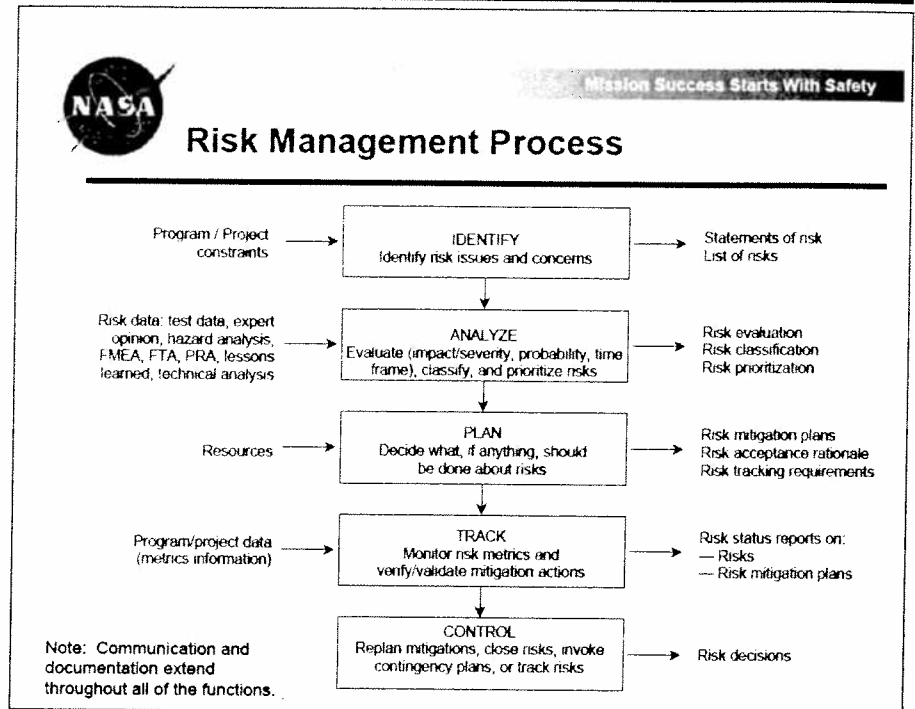 NASA
Mission Success Starts With Safety
Risk Management Process
Program / Project
constraints
IDENTIFY
Identify risk issues and concerns
Statements of risk
List of risks
Risk data: test data, expert
opinion, hazard analysis,
FMEA, FTA, PRA, lessons
learned, technical analysis
ANALYZE
Evaluate (impact/severity, probability, time
frame), classify, and prioritize risks
Risk evaluation
Risk classification
Risk prioritization
Resources
PLAN
Decide what, if anything, should
be done about risks
Risk mitigation plans
Risk acceptance rationale
Risk tracking requirements
Program/project data
(metrics information)
TRACK
Monitor risk metrics and
verify/validate mitigation actions
Risk status reports on:
— Risks
— Risk mitigation plans
CONTROL
Replan mitigations, close risks, invoke
contingency plans, or track risks
Risk decisions
Note: Communication and
documentation extend
throughout all of the functions.